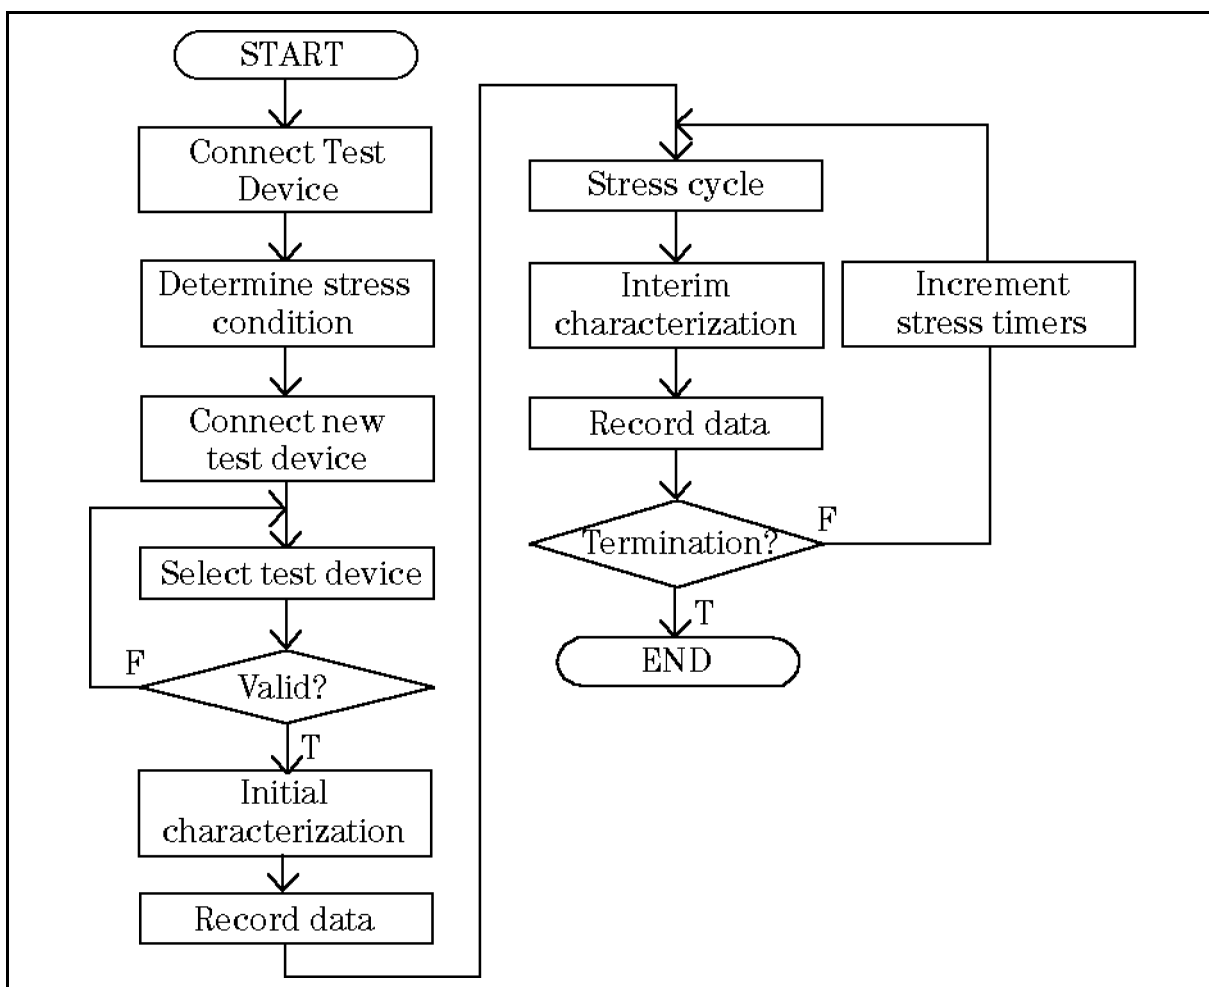 START
Connect Test
Device
Determine stress
condition
Connect new
test device
Select test device
F
Valid?
T
Initial
characterization
Record data
Stress cycle
Interim
characterization
Increment
stress timers
Record data
F
Termination?
T
END